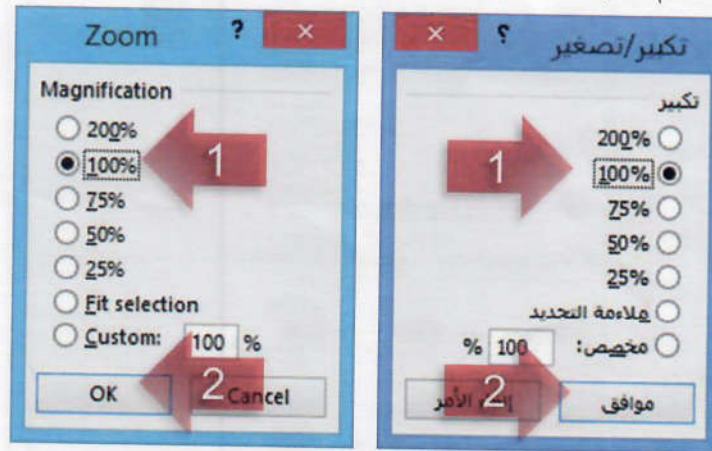 Zoom ? ×
Magnification
200%
100%
75%
50%
25%
Fit selection
Custom: 100 %
OK Cancel
1
2
تكبير/تصغير ؟ ×
تكبير
200%
100%
75%
50%
25%
ملاءمة التحديد
مخصص: 100 %
موافق الأمر
1
2